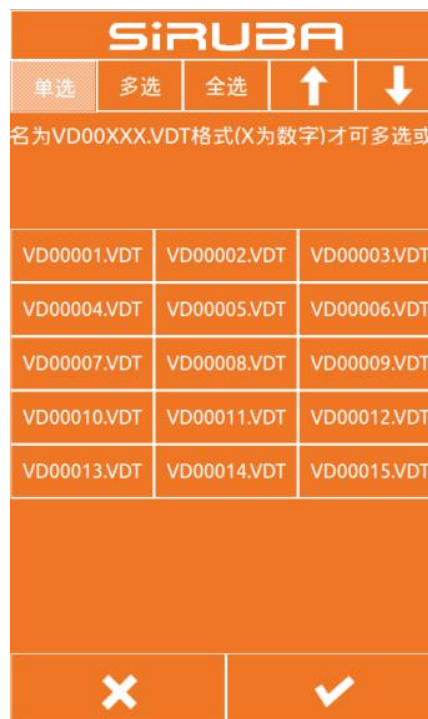 SiRUBA
单选 多选 全选
名为VD00XXX.VDT格式(X为数字)才可多选或
VD00001.VDT VD00002.VDT VD00003.VDT
VD00004.VDT VD00005.VDT VD00006.VDT
VD00007.VDT VD00008.VDT VD00009.VDT
VD00010.VDT VD00011.VDT VD00012.VDT
VD00013.VDT VD00014.VDT VD00015.VDT